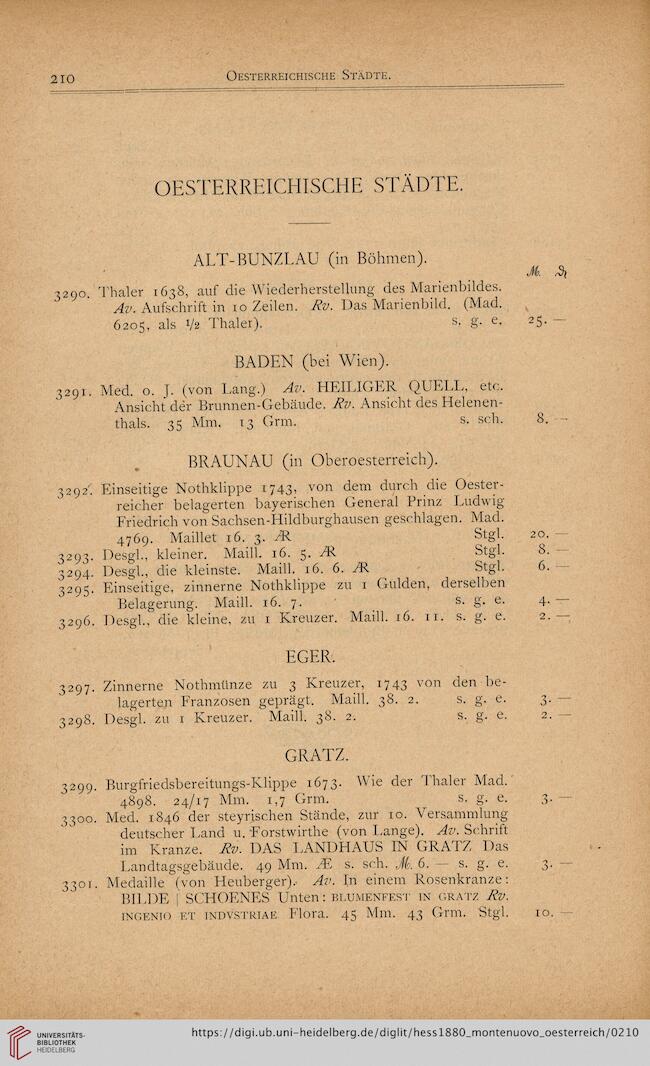 210 Oesterreichische Städte.
OESTERREICHISCHE STÄDTE.
ALT-BUNZLAU (in Böhmen).
ℳ. ₰
3290. Thaler 1638, auf die Wiederherstellung des Marienbildes.
Av. Aufschrift in 10 Zeilen. Rv. Das Marienbild. (Mad.
6205, als 1/2 Thaler). s. g. e. 25. —
BADEN (bei Wien).
3291. Med. o. J. (von Lang.) Av. HEILIGER QUELL, etc.
Ansicht der Brunnen-Gebäude. Rv. Ansicht des Helenen-
thals. 35 Mm. 13 Grm. s. sch. 8. —
BRAUNAU (in Oberoesterreich).
3292. Einseitige Nothklippe 1743, von dem durch die Oester-
reicher belagerten bayerischen General Prinz Ludwig
Friedrich von Sachsen-Hildburghausen geschlagen. Mad.
4769. Maillet 16. 3. ÆR Stgl. 20. —
3293. Desgl., kleiner. Maill. 16. 5. ÆR Stgl. 8. —
3294. Desgl., die kleinste. Maill. 16. 6. ÆR Stgl. 6. —
3295. Einseitige, zinnerne Nothklippe zu 1 Gulden, derselben
Belagerung. Maill. 16. 7. s. g. e. 4. —
3296. Desgl., die kleine, zu 1 Kreuzer. Maill. 16. 11. s. g. e. 2. —
EGER.
3297. Zinnerne Nothmünze zu 3 Kreuzer, 1743 von den be-
lagerten Franzosen geprägt. Maill. 38. 2. s. g. e. 3. —
3298. Desgl. zu 1 Kreuzer. Maill. 38. 2. s. g. e. 2. —
GRATZ.
3299. Burgfriedsbereitungs-Klippe 1673. Wie der Thaler Mad.
4898. 24/17 Mm. 1,7 Grm. s. g. e. 3. —
3300. Med. 1846 der steyrischen Stände, zur 10. Versammlung
deutscher Land u. Forstwirthe (von Lange). Av. Schrift
im Kranze. Rv. DAS LANDHAUS IN GRATZ Das
Landtagsgebäude. 49 Mm. Æ s. sch. ℳ. 6. — s. g. e. 3. —
3301. Medaille (von Heuberger). Av. In einem Rosenkranze:
BILDE | SCHOENES Unten: BLUMENFEST IN GRATZ Rv.
INGENIO ET INDVSTRIAE Flora. 45 Mm. 43 Grm. Stgl. 10. —
UNIVERSITÄTS-
BIBLIOTHEK
HEIDELBERG
https://digi.ub.uni-heidelberg.de/diglit/hess1880_montenuovo_oesterreich/0210